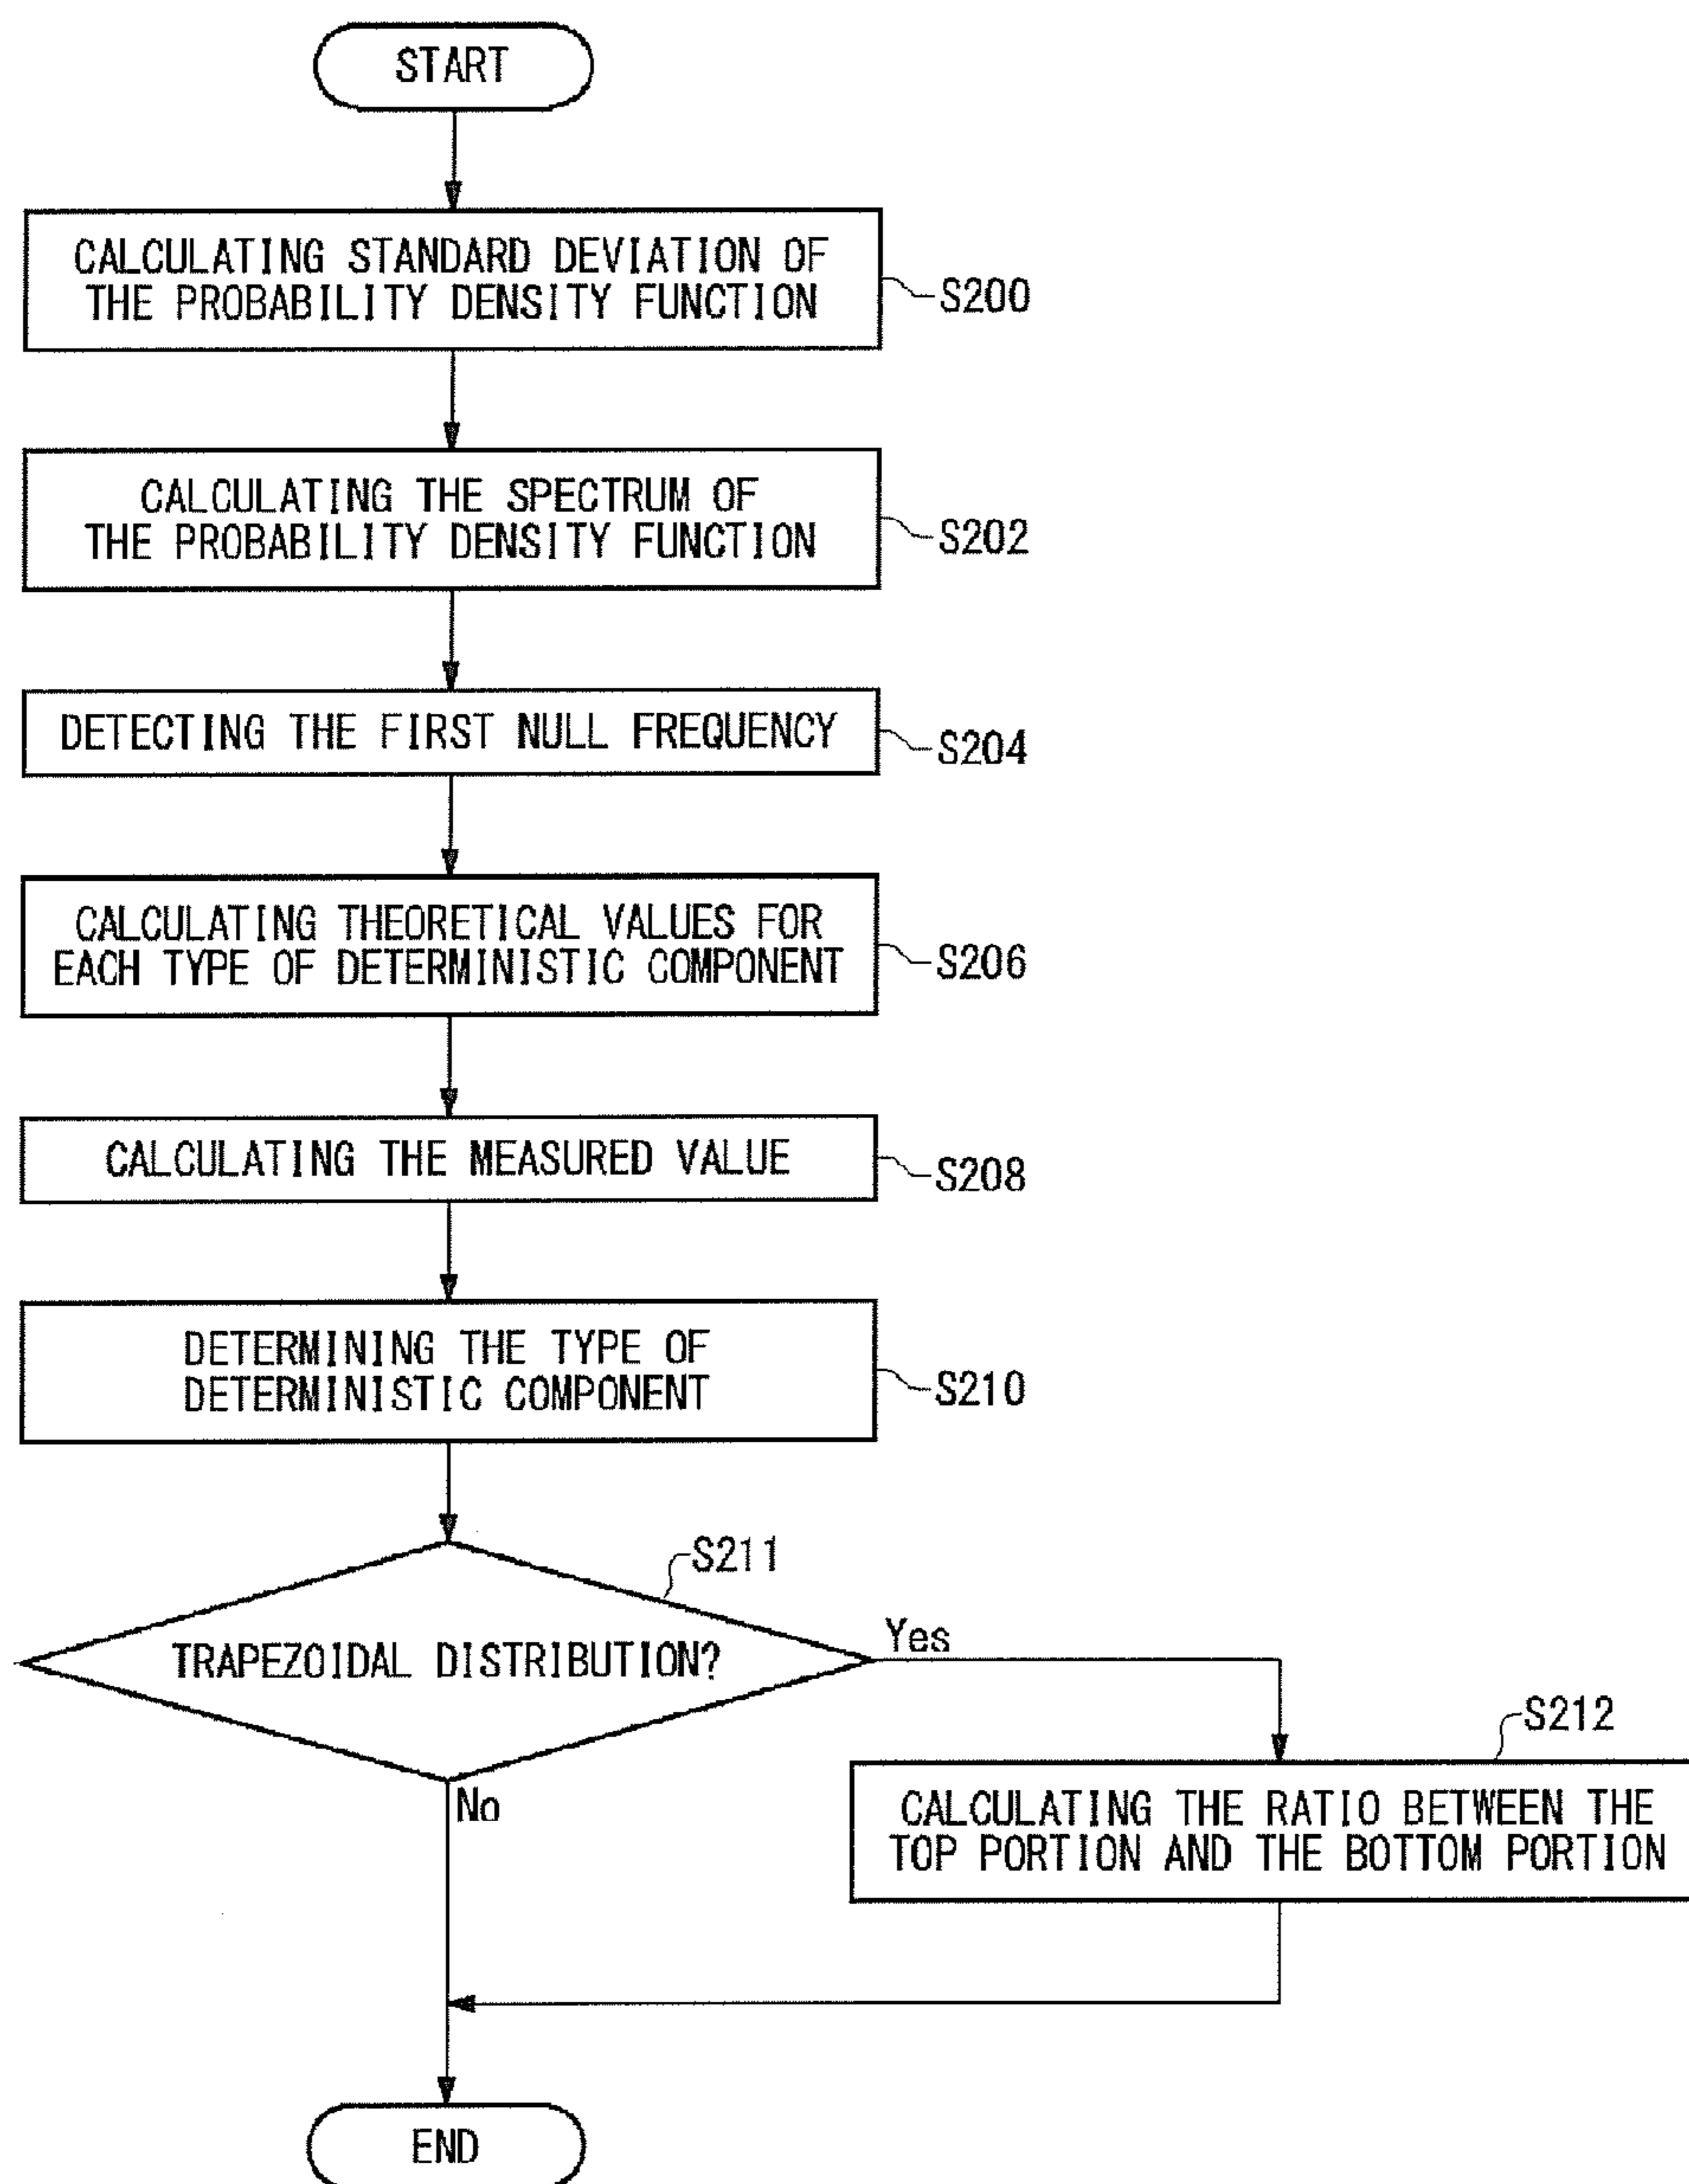 START
CALCULATING STANDARD DEVIATION OF
THE PROBABILITY DENSITY FUNCTION
S200
CALCULATING THE SPECTRUM OF
THE PROBABILITY DENSITY FUNCTION
S202
DETECTING THE FIRST NULL FREQUENCY
S204
CALCULATING THEORETICAL VALUES FOR
EACH TYPE OF DETERMINISTIC COMPONENT
S206
CALCULATING THE MEASURED VALUE
S208
DETERMINING THE TYPE OF
DETERMINISTIC COMPONENT
S210
S211
TRAPEZOIDAL DISTRIBUTION?
Yes
No
S212
CALCULATING THE RATIO BETWEEN THE
TOP PORTION AND THE BOTTOM PORTION
END